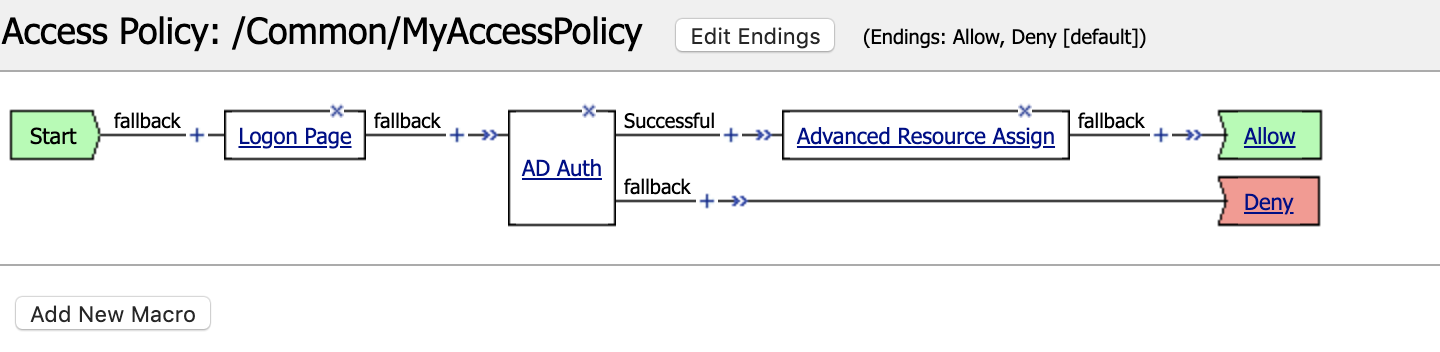 Access Policy: /Common/MyAccessPolicy Edit Endings (Endings: Allow, Deny [default])
Start fallback + Logon Page fallback + AD Auth Successful + Advanced Resource Assign fallback + Allow
fallback + Deny
Add New Macro